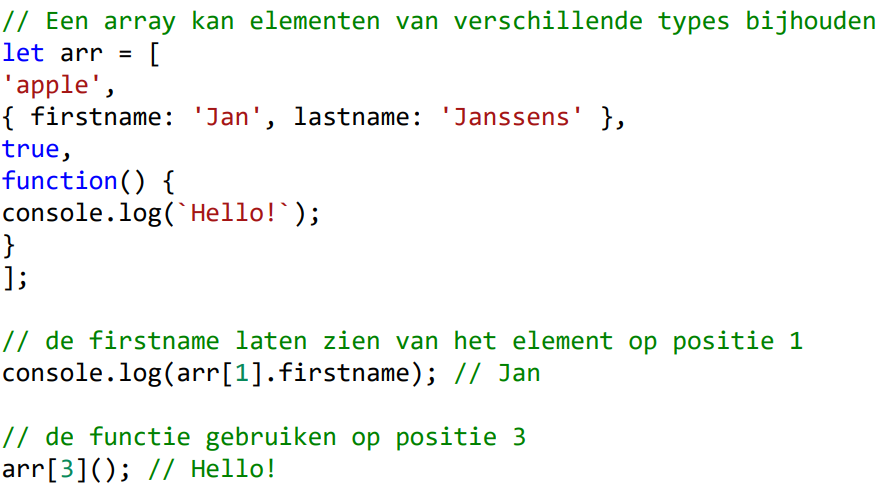 // Een array kan elementen van verschillende types bijhouden
let arr = [
'apple',
{ firstname: 'Jan', lastname: 'Janssens' },
true,
function() {
console.log(`Hello!`);
}
];
// de firstname laten zien van het element op positie 1
console.log(arr[1].firstname); // Jan
// de functie gebruiken op positie 3
arr[3](); // Hello!